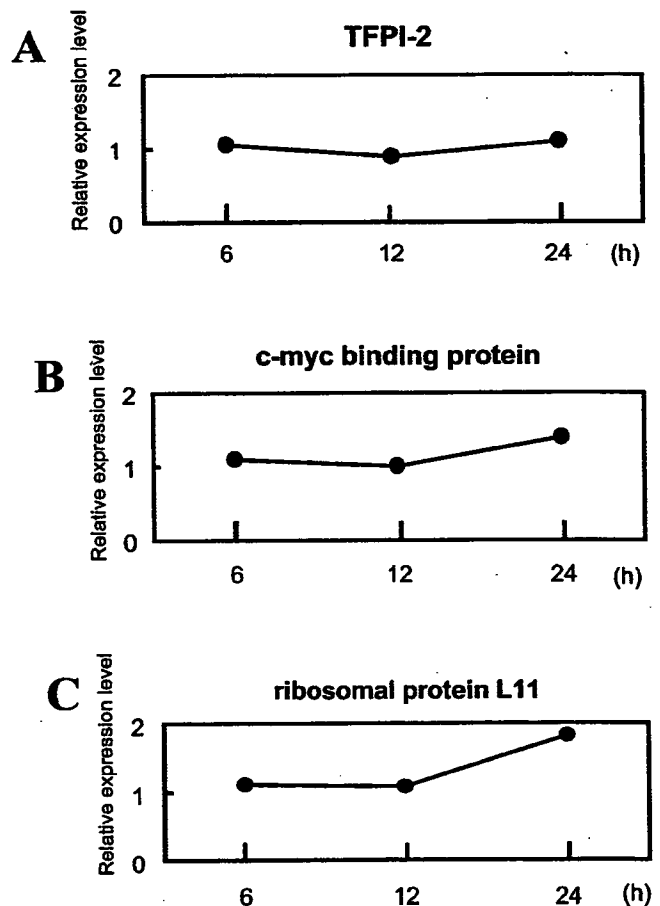 A
TFPI-2
Relative expression level
2
1
0
6 12 24 (h)
B
c-myc binding protein
Relative expression level
2
1
0
6 12 24 (h)
C
ribosomal protein L11
Relative expression level
2
1
0
6 12 24 (h)